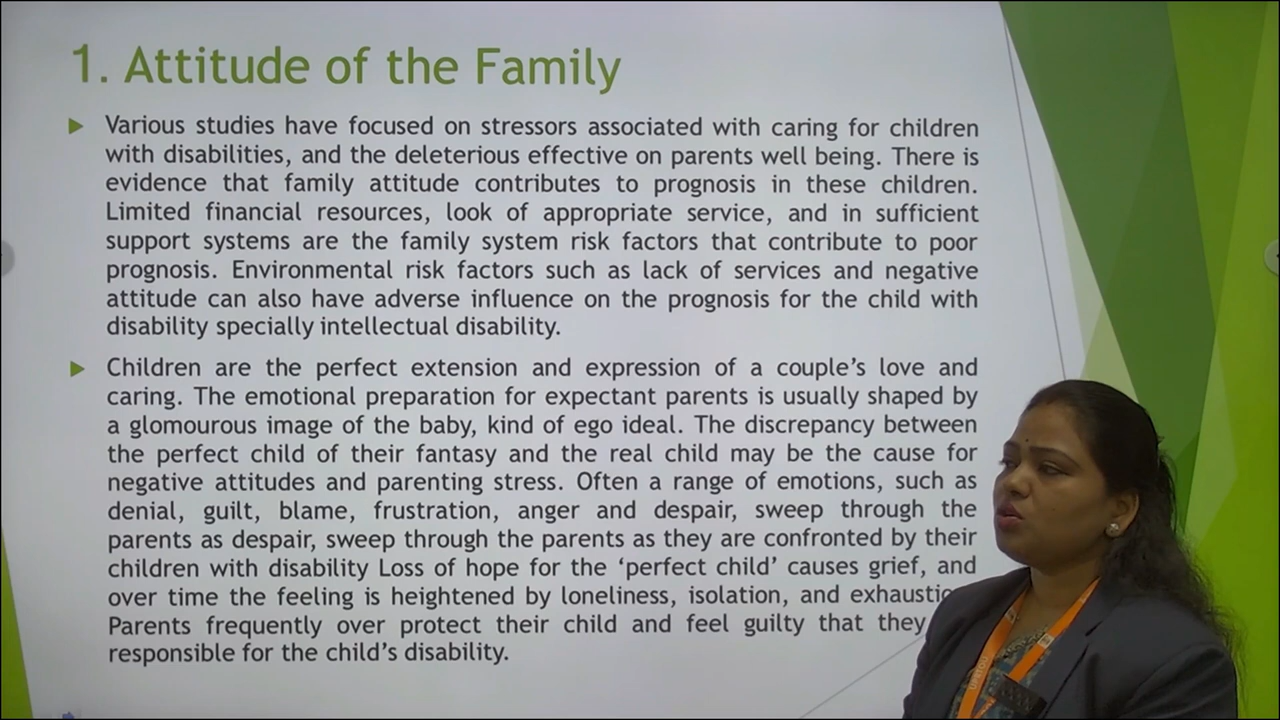 1. Attitude of the Family
Various studies have focused on stressors associated with caring for children
with disabilities, and the deleterious effective on parents well being. There is
evidence that family attitude contributes to prognosis in these children.
Limited financial resources, look of appropriate service, and in sufficient
support systems are the family system risk factors that contribute to poor
prognosis. Environmental risk factors such as lack of services and negative
attitude can also have adverse influence on the prognosis for the child with
disability specially intellectual disability.
Children are the perfect extension and expression of a couple's love and
caring. The emotional preparation for expectant parents is usually shaped by
a glomourous image of the baby, kind of ego ideal. The discrepancy between
the perfect child of their fantasy and the real child may be the cause for
negative attitudes and parenting stress. Often a range of emotions, such as
denial, guilt, blame, frustration, anger and despair, sweep through the
parents as despair, sweep through the parents as they are confronted by their
children with disability Loss of hope for the 'perfect child' causes grief, and
over time the feeling is heightened by loneliness, isolation, and
Parents frequently over protect their child and feel guilty that they
responsible for the child's disability.